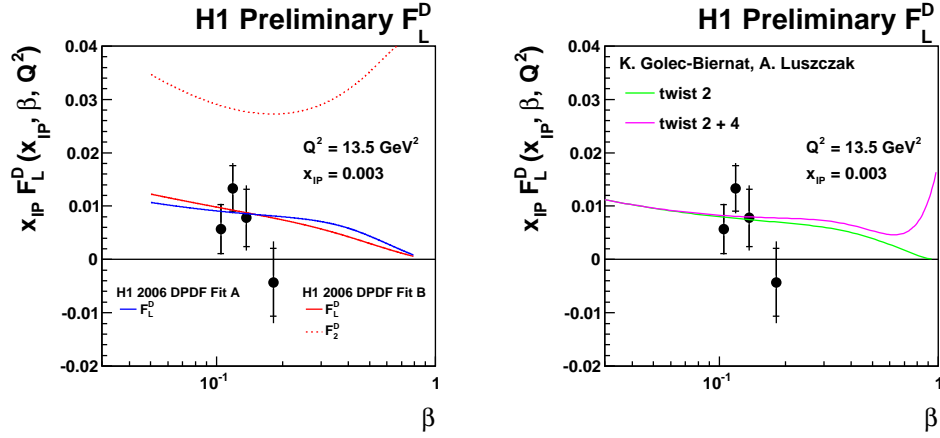 H1 Preliminary F_L^D
x_IP F_L^D (x_IP, β, Q^2)
0.04
0.03
0.02
0.01
0
-0.01
-0.02
Q^2 = 13.5 GeV^2
x_IP = 0.003
H1 2006 DPDF Fit A
F_L^D
H1 2006 DPDF Fit B
F_L^D
F_2^D
10^-1
1
β
H1 Preliminary F_L^D
x_IP F_L^D (x_IP, β, Q^2)
0.04
0.03
0.02
0.01
0
-0.01
-0.02
K. Golec-Biernat, A. Luszczak
twist 2
twist 2 + 4
Q^2 = 13.5 GeV^2
x_IP = 0.003
10^-1
1
β